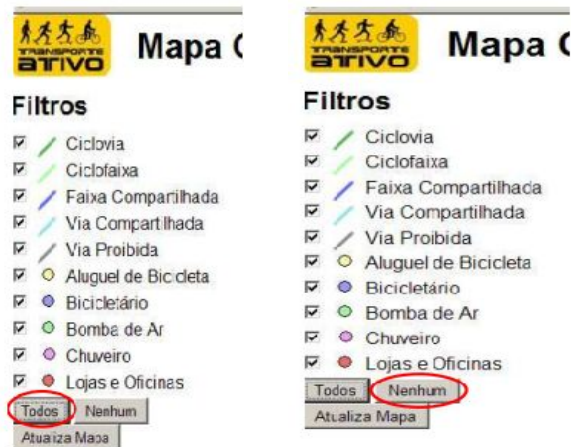 TRANSPORTE
ATIVO
Mapa C
Filtros
Ciclovia
Ciclofaixa
Faixa Compartilhada
Via Compartilhada
Via Proibida
Aluguel de Bicicleta
Bicicletário
Bomba de Ar
Chuveiro
Lojas e Oficinas
Todos Nenhum
Atualiza Mapa
TRANSPORTE
ATIVO
Mapa
Filtros
Ciclovia
Ciclofaixa
Faixa Compartilhada
Via Compartilhada
Via Proibida
Aluguel de Bicicleta
Bicicletário
Bomba de Ar
Chuveiro
Lojas e Oficinas
Todos Nenhum
Atualiza Mapa